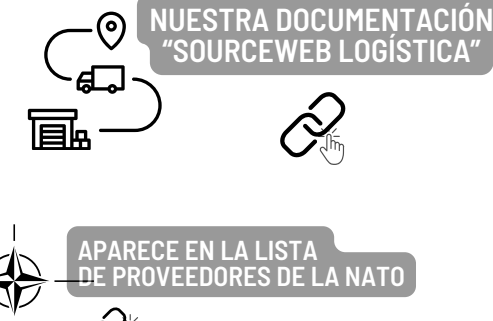 NUESTRA DOCUMENTACIÓN
“SOURCEWEB LOGÍSTICA”
APARECE EN LA LISTA
DE PROVEEDORES DE LA NATO